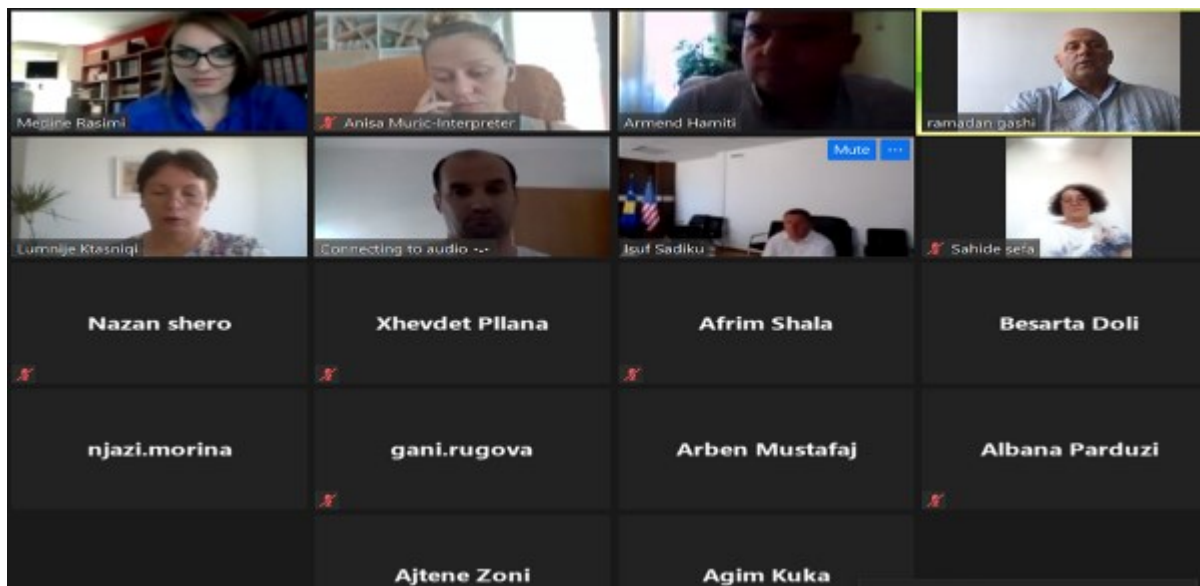 Medine Rasimi
Anisa Muric-Interpreter
Armend Hamiti
ramadan gashi
Lumnije Ktasniqi
Connecting to audio -.-
Mute ...
Isuf Sadiku
Sahide sefa
Nazan shero
Xhevdet Pllana
Afrim Shala
Besarta Doli
njazi.morina
gani.rugova
Arben Mustafaj
Albana Parduzi
Ajtene Zoni
Agim Kuka